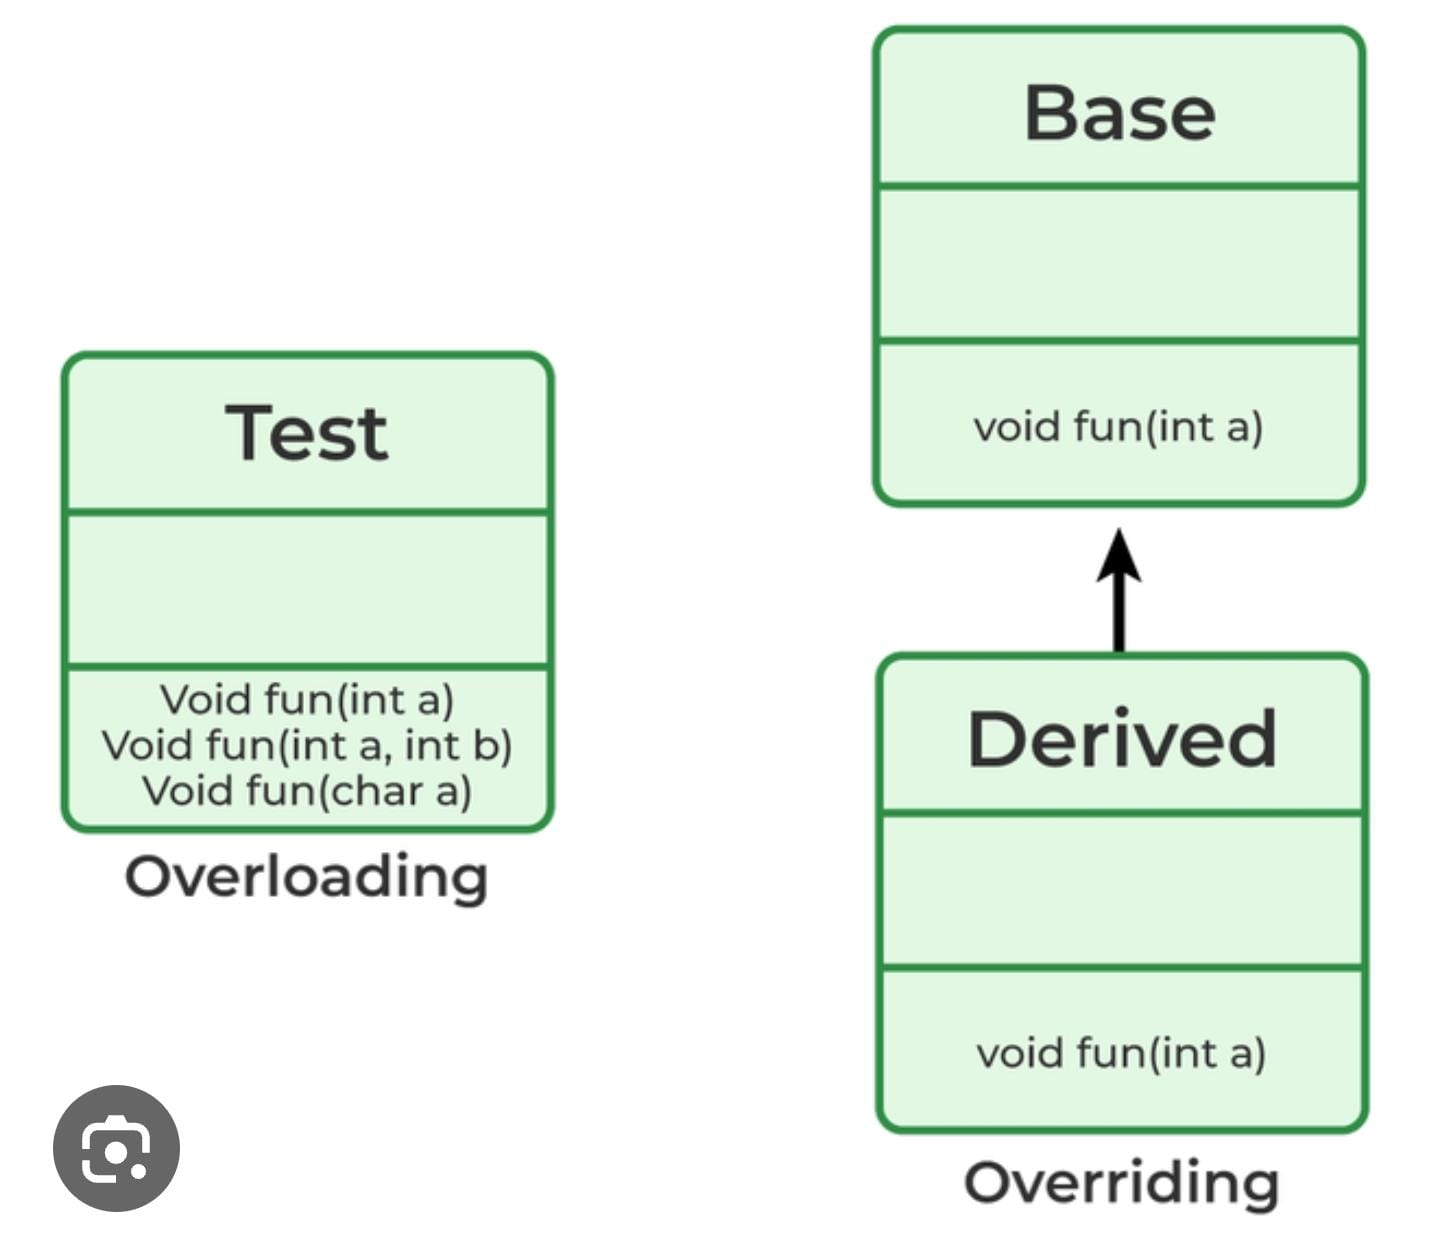 Test
Void fun(int a)
Void fun(int a, int b)
Void fun(char a)
Overloading
Base
void fun(int a)
Derived
void fun(int a)
Overriding